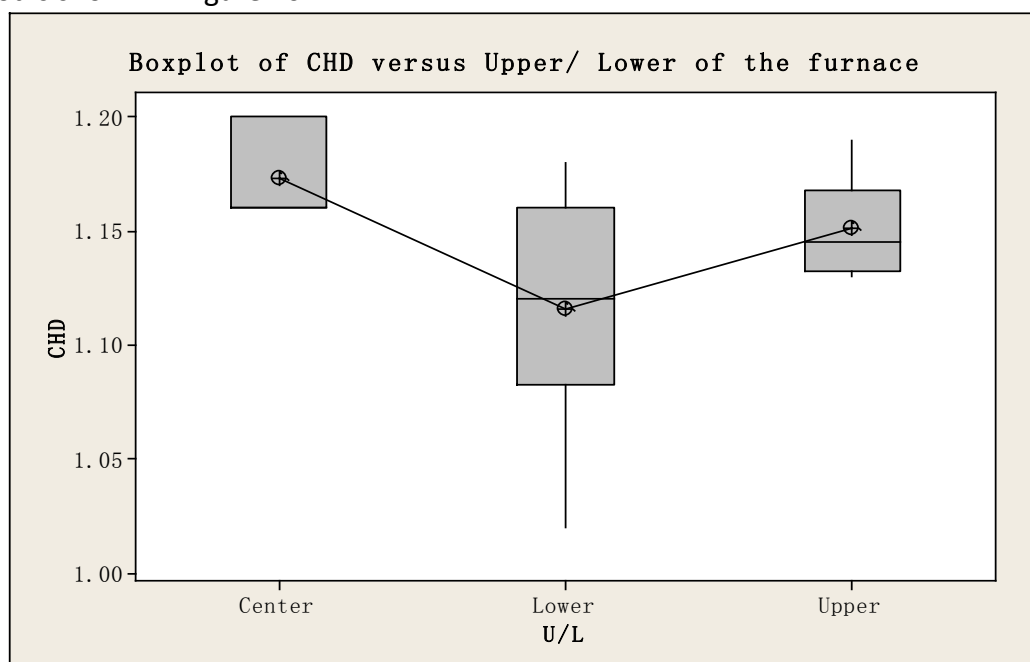 Boxplot of CHD versus Upper/ Lower of the furnace
1.20
1.15
1.10
1.05
1.00
CHD
Center Lower Upper
U/L